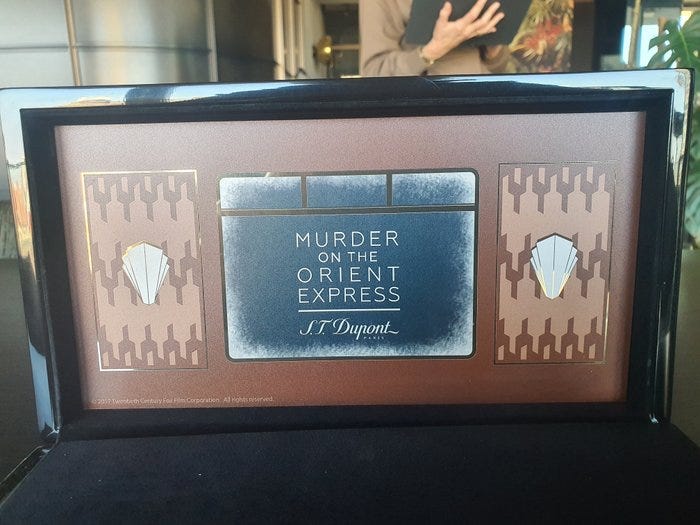 MURDER
ON THE
ORIENT
EXPRESS
S.T. Dupont
PARIS
© 2017 Twentieth Century Fox Film Corporation. All rights reserved.